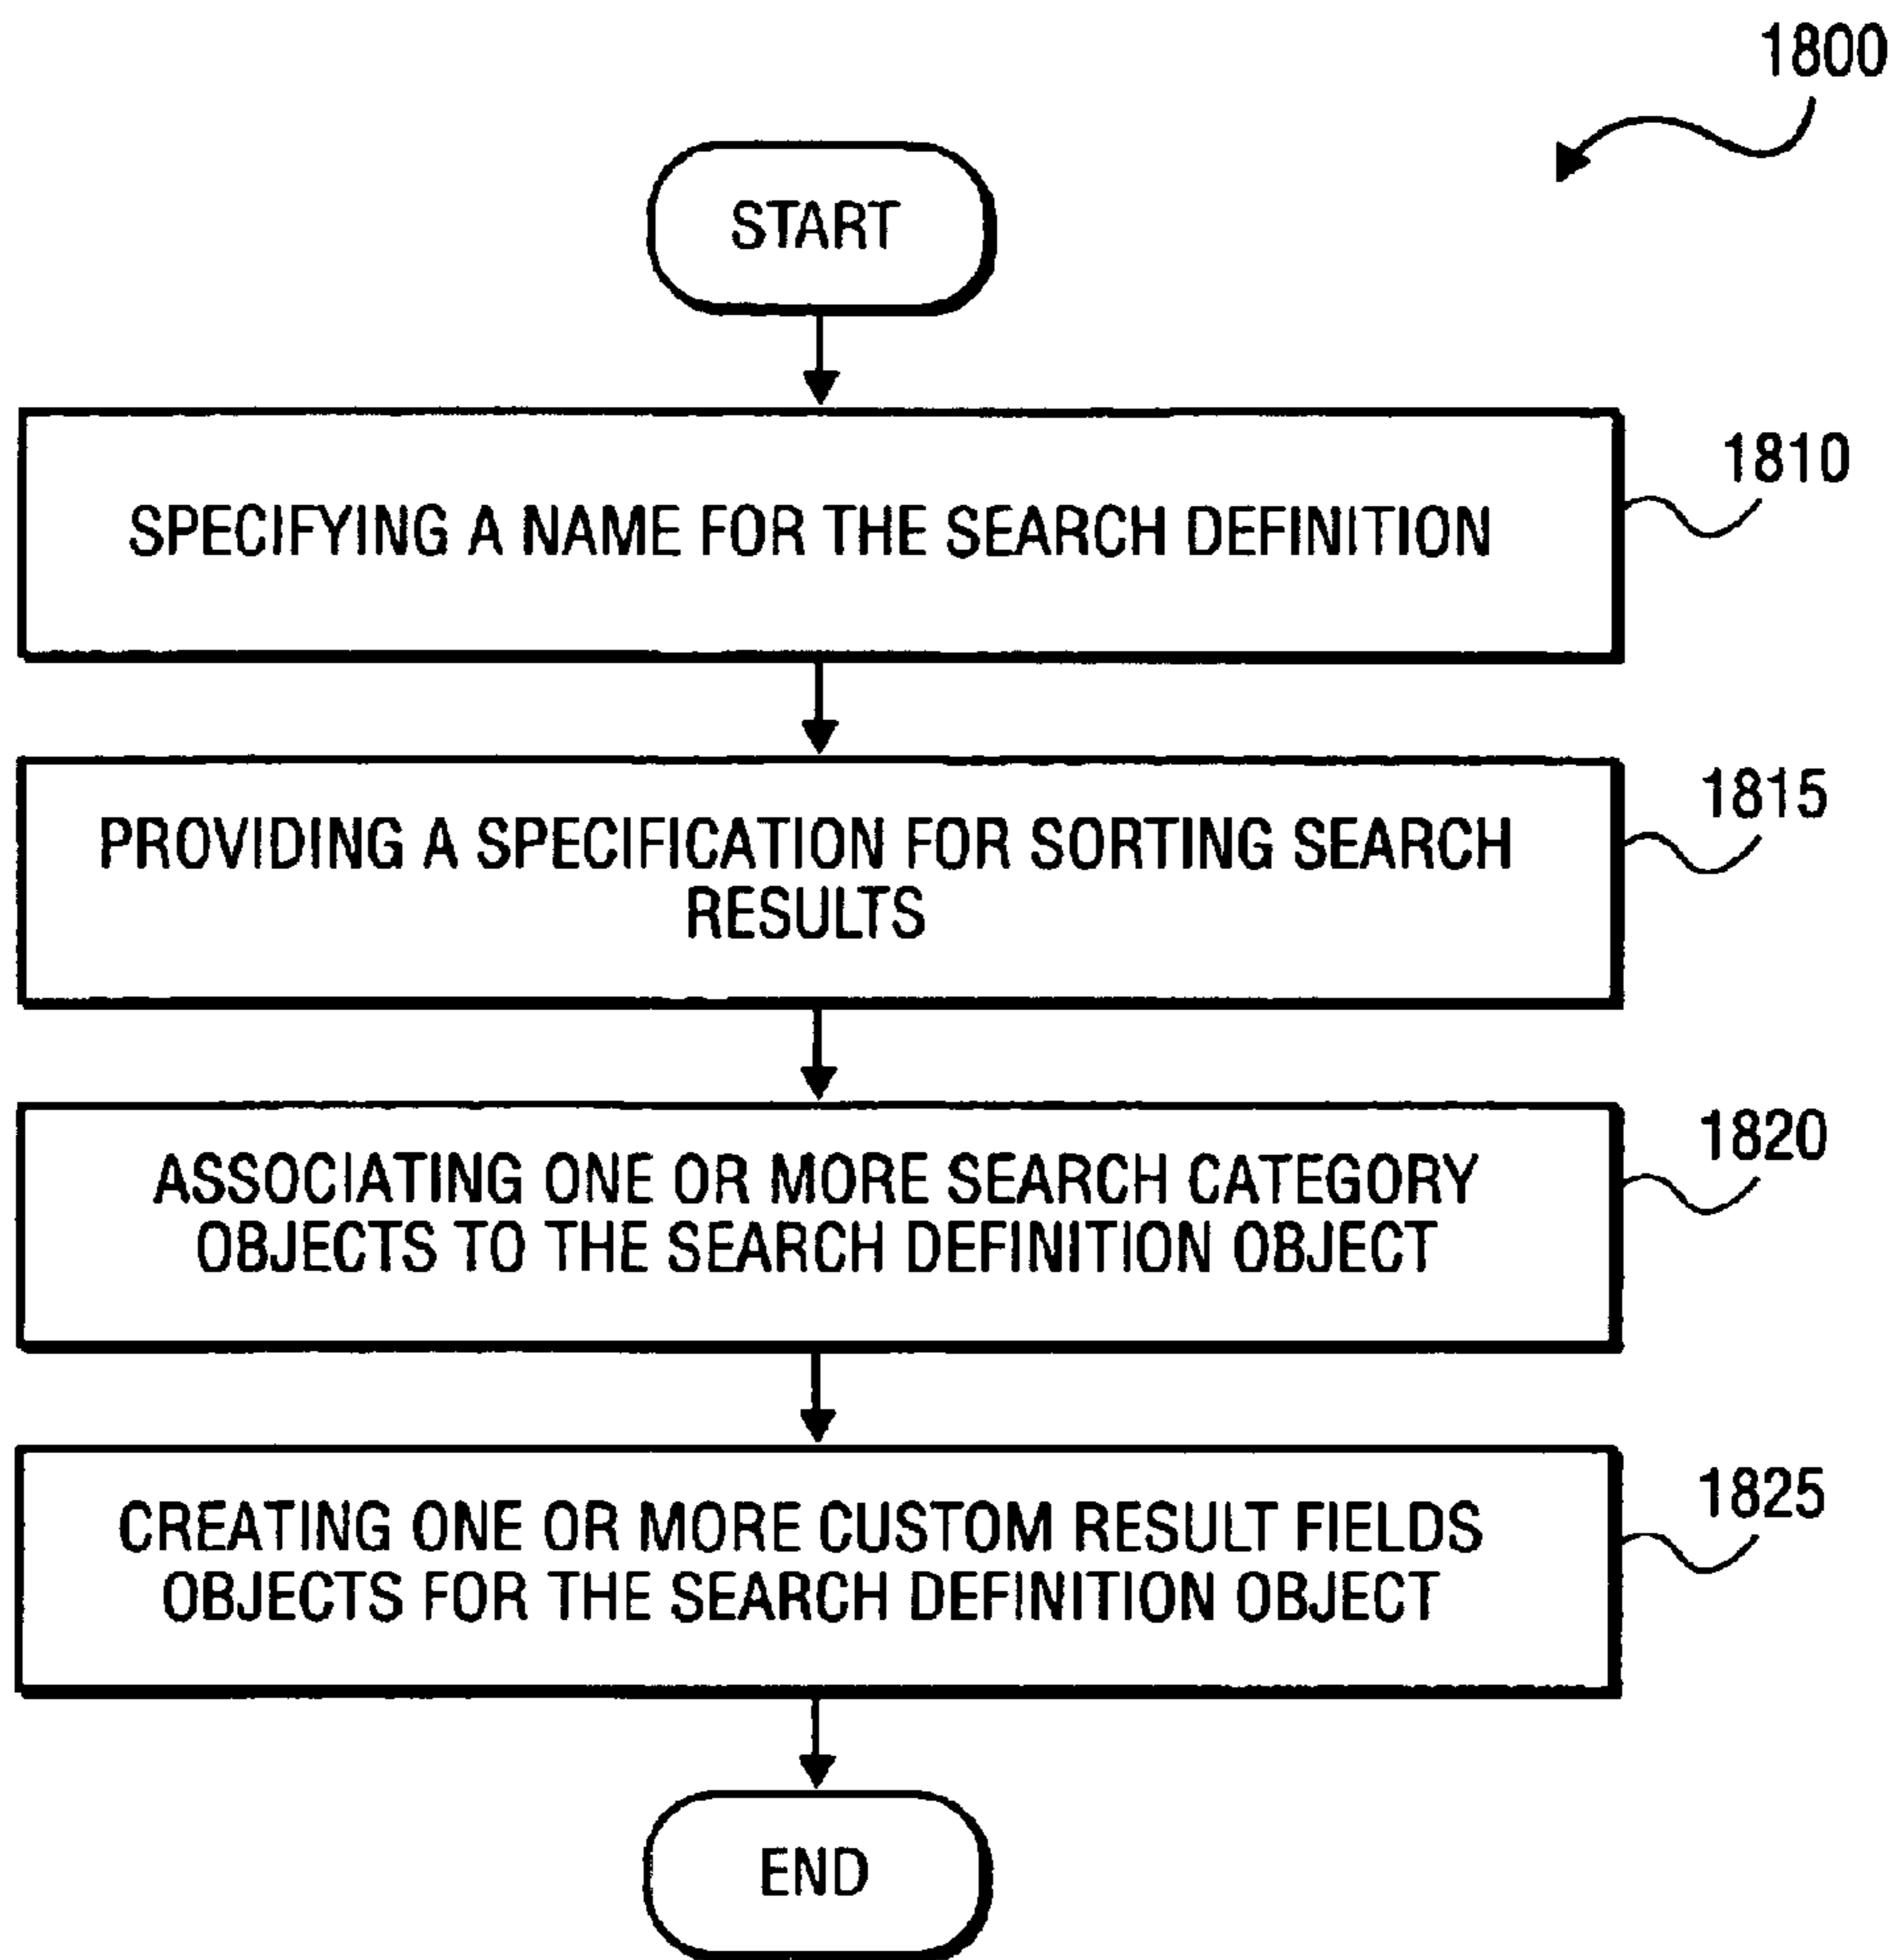 1800
START
SPECIFYING A NAME FOR THE SEARCH DEFINITION
1810
PROVIDING A SPECIFICATION FOR SORTING SEARCH
RESULTS
1815
ASSOCIATING ONE OR MORE SEARCH CATEGORY
OBJECTS TO THE SEARCH DEFINITION OBJECT
1820
CREATING ONE OR MORE CUSTOM RESULT FIELDS
OBJECTS FOR THE SEARCH DEFINITION OBJECT
1825
END